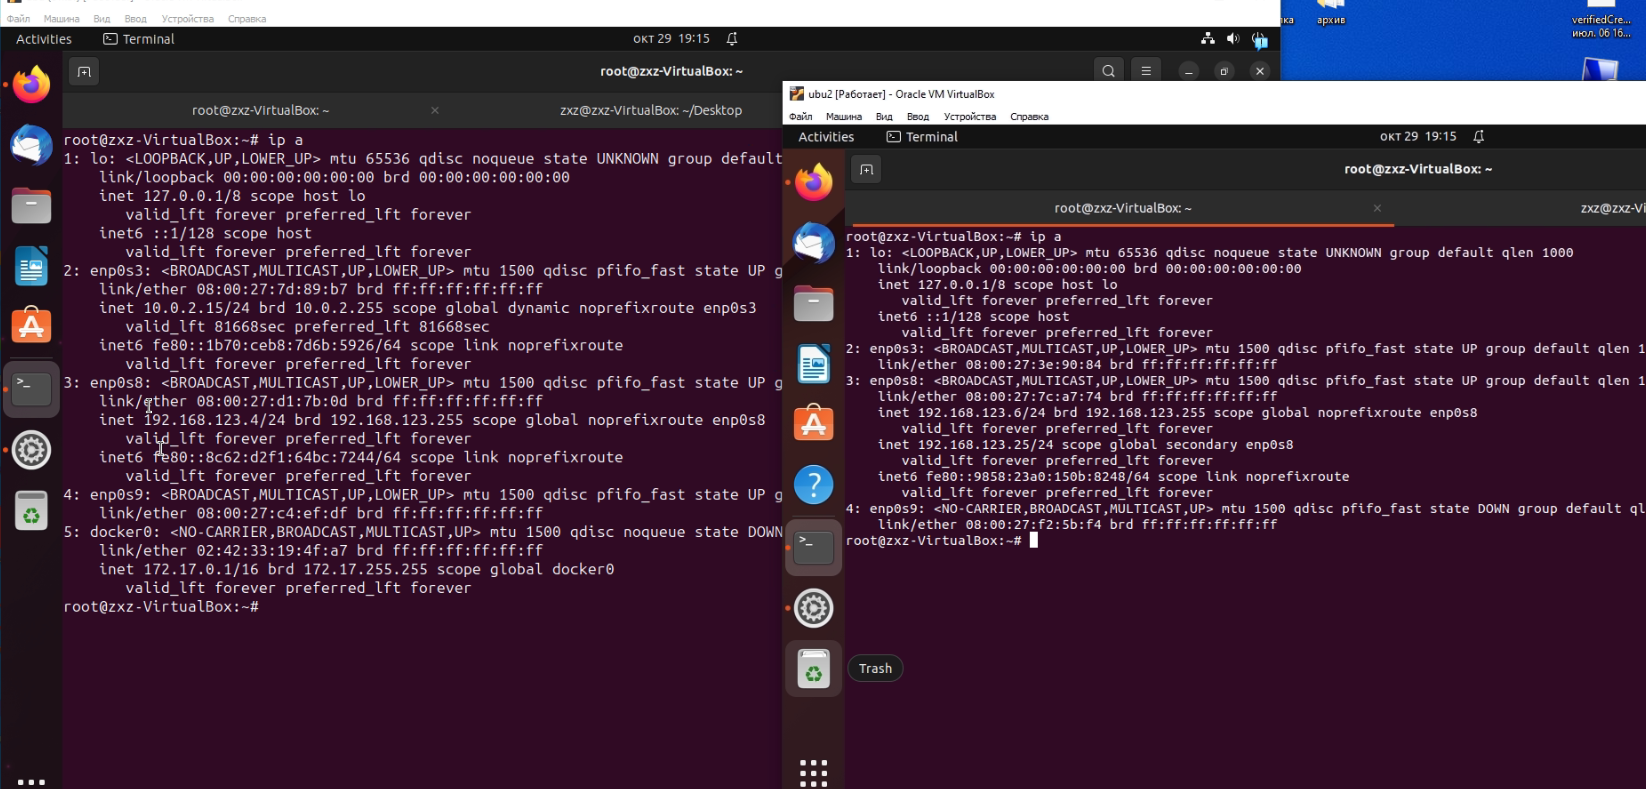 Файл Машина Вид Ввод Устройства Справка
Activities Terminal окт 29 19:15
root@zxz-VirtualBox: ~
root@zxz-VirtualBox: ~ × zxz@zxz-VirtualBox: ~/Desktop
root@zxz-VirtualBox:~# ip a
1: lo: <LOOPBACK,UP,LOWER_UP> mtu 65536 qdisc noqueue state UNKNOWN group default
link/loopback 00:00:00:00:00:00 brd 00:00:00:00:00:00
inet 127.0.0.1/8 scope host lo
valid_lft forever preferred_lft forever
inet6 ::1/128 scope host
valid_lft forever preferred_lft forever
2: enp0s3: <BROADCAST,MULTICAST,UP,LOWER_UP> mtu 1500 qdisc pfifo_fast state UP g
link/ether 08:00:27:7d:89:b7 brd ff:ff:ff:ff:ff:ff
inet 10.0.2.15/24 brd 10.0.2.255 scope global dynamic noprefixroute enp0s3
valid_lft 81668sec preferred_lft 81668sec
inet6 fe80::1b70:ceb8:7d6b:5926/64 scope link noprefixroute
valid_lft forever preferred_lft forever
3: enp0s8: <BROADCAST,MULTICAST,UP,LOWER_UP> mtu 1500 qdisc pfifo_fast state UP g
link/ether 08:00:27:d1:7b:0d brd ff:ff:ff:ff:ff:ff
inet 192.168.123.4/24 brd 192.168.123.255 scope global noprefixroute enp0s8
valid_lft forever preferred_lft forever
inet6 fe80::8c62:d2f1:64bc:7244/64 scope link noprefixroute
valid_lft forever preferred_lft forever
4: enp0s9: <BROADCAST,MULTICAST,UP,LOWER_UP> mtu 1500 qdisc pfifo_fast state UP g
link/ether 08:00:27:c4:ef:df brd ff:ff:ff:ff:ff:ff
5: docker0: <NO-CARRIER,BROADCAST,MULTICAST,UP> mtu 1500 qdisc noqueue state DOWN
link/ether 02:42:33:19:4f:a7 brd ff:ff:ff:ff:ff:ff
inet 172.17.0.1/16 brd 172.17.255.255 scope global docker0
valid_lft forever preferred_lft forever
root@zxz-VirtualBox:~#
ка архив verifiedCre...
июл. 06 16...
ubu2 [Работает] - Oracle VM VirtualBox
Файл Машина Вид Ввод Устройства Справка
Activities Terminal окт 29 19:15
root@zxz-VirtualBox: ~
root@zxz-VirtualBox: ~ × zxz@zxz-Vi
root@zxz-VirtualBox:~# ip a
1: lo: <LOOPBACK,UP,LOWER_UP> mtu 65536 qdisc noqueue state UNKNOWN group default qlen 1000
link/loopback 00:00:00:00:00:00 brd 00:00:00:00:00:00
inet 127.0.0.1/8 scope host lo
valid_lft forever preferred_lft forever
inet6 ::1/128 scope host
valid_lft forever preferred_lft forever
2: enp0s3: <BROADCAST,MULTICAST,UP,LOWER_UP> mtu 1500 qdisc pfifo_fast state UP group default qlen 1
link/ether 08:00:27:3e:90:84 brd ff:ff:ff:ff:ff:ff
3: enp0s8: <BROADCAST,MULTICAST,UP,LOWER_UP> mtu 1500 qdisc pfifo_fast state UP group default qlen 1
link/ether 08:00:27:7c:a7:74 brd ff:ff:ff:ff:ff:ff
inet 192.168.123.6/24 brd 192.168.123.255 scope global noprefixroute enp0s8
valid_lft forever preferred_lft forever
inet 192.168.123.25/24 scope global secondary enp0s8
valid_lft forever preferred_lft forever
inet6 fe80::9858:23a0:150b:8248/64 scope link noprefixroute
valid_lft forever preferred_lft forever
4: enp0s9: <NO-CARRIER,BROADCAST,MULTICAST,UP> mtu 1500 qdisc pfifo_fast state DOWN group default ql
link/ether 08:00:27:f2:5b:f4 brd ff:ff:ff:ff:ff:ff
root@zxz-VirtualBox:~#
Trash